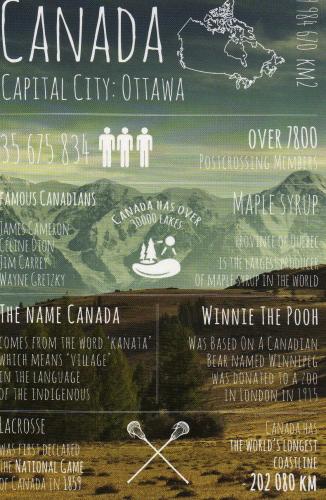 CANADA
CAPITAL CITY: OTTAWA
9 984 670 KM2
35 675 834
OVER 7800
POSTCROSSING MEMBERS
FAMOUS CANADIANS
JAMES CAMERON
CÉLINE DION
JIM CARREY
WAYNE GRETZKY
CANADA HAS OVER
30000 LAKES
MAPLE SYRUP
PROVINCE OF QUEBEC
IS THE LARGEST PRODUCER
OF MAPLE SYRUP IN THE WORLD
THE NAME CANADA
COMES FROM THE WORD 'KANATA'
WHICH MEANS 'VILLAGE'
IN THE LANGUAGE
OF THE INDIGENOUS
WINNIE THE POOH
WAS BASED ON A CANADIAN
BEAR NAMED WINNIPEG
WAS DONATED TO A ZOO
IN LONDON IN 1915
LACROSSE
WAS FIRST DECLARED
THE NATIONAL GAME
OF CANADA IN 1859
CANADA HAS
THE WORLD'S LONGEST
COASTLINE
- 202 080 KM